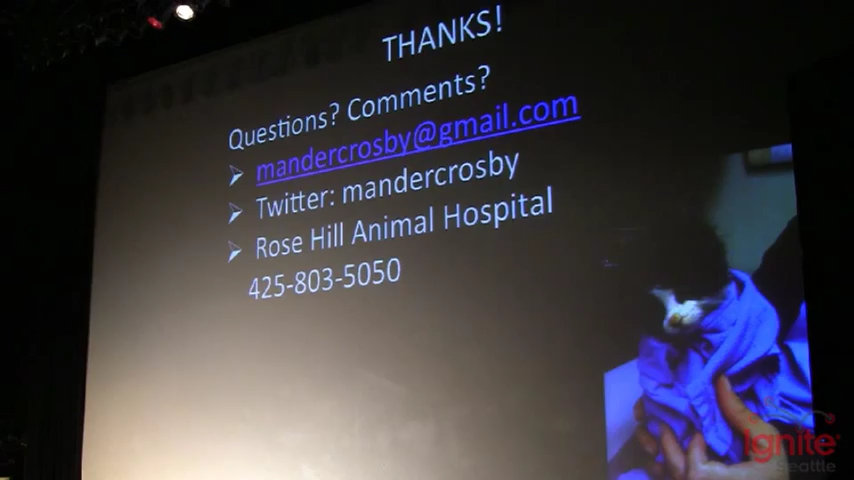 THANKS!
Questions? Comments?
mandercrosby@gmail.com
Twitter: mandercrosby
Rose Hill Animal Hospital
425-803-5050
Ignite
seattle